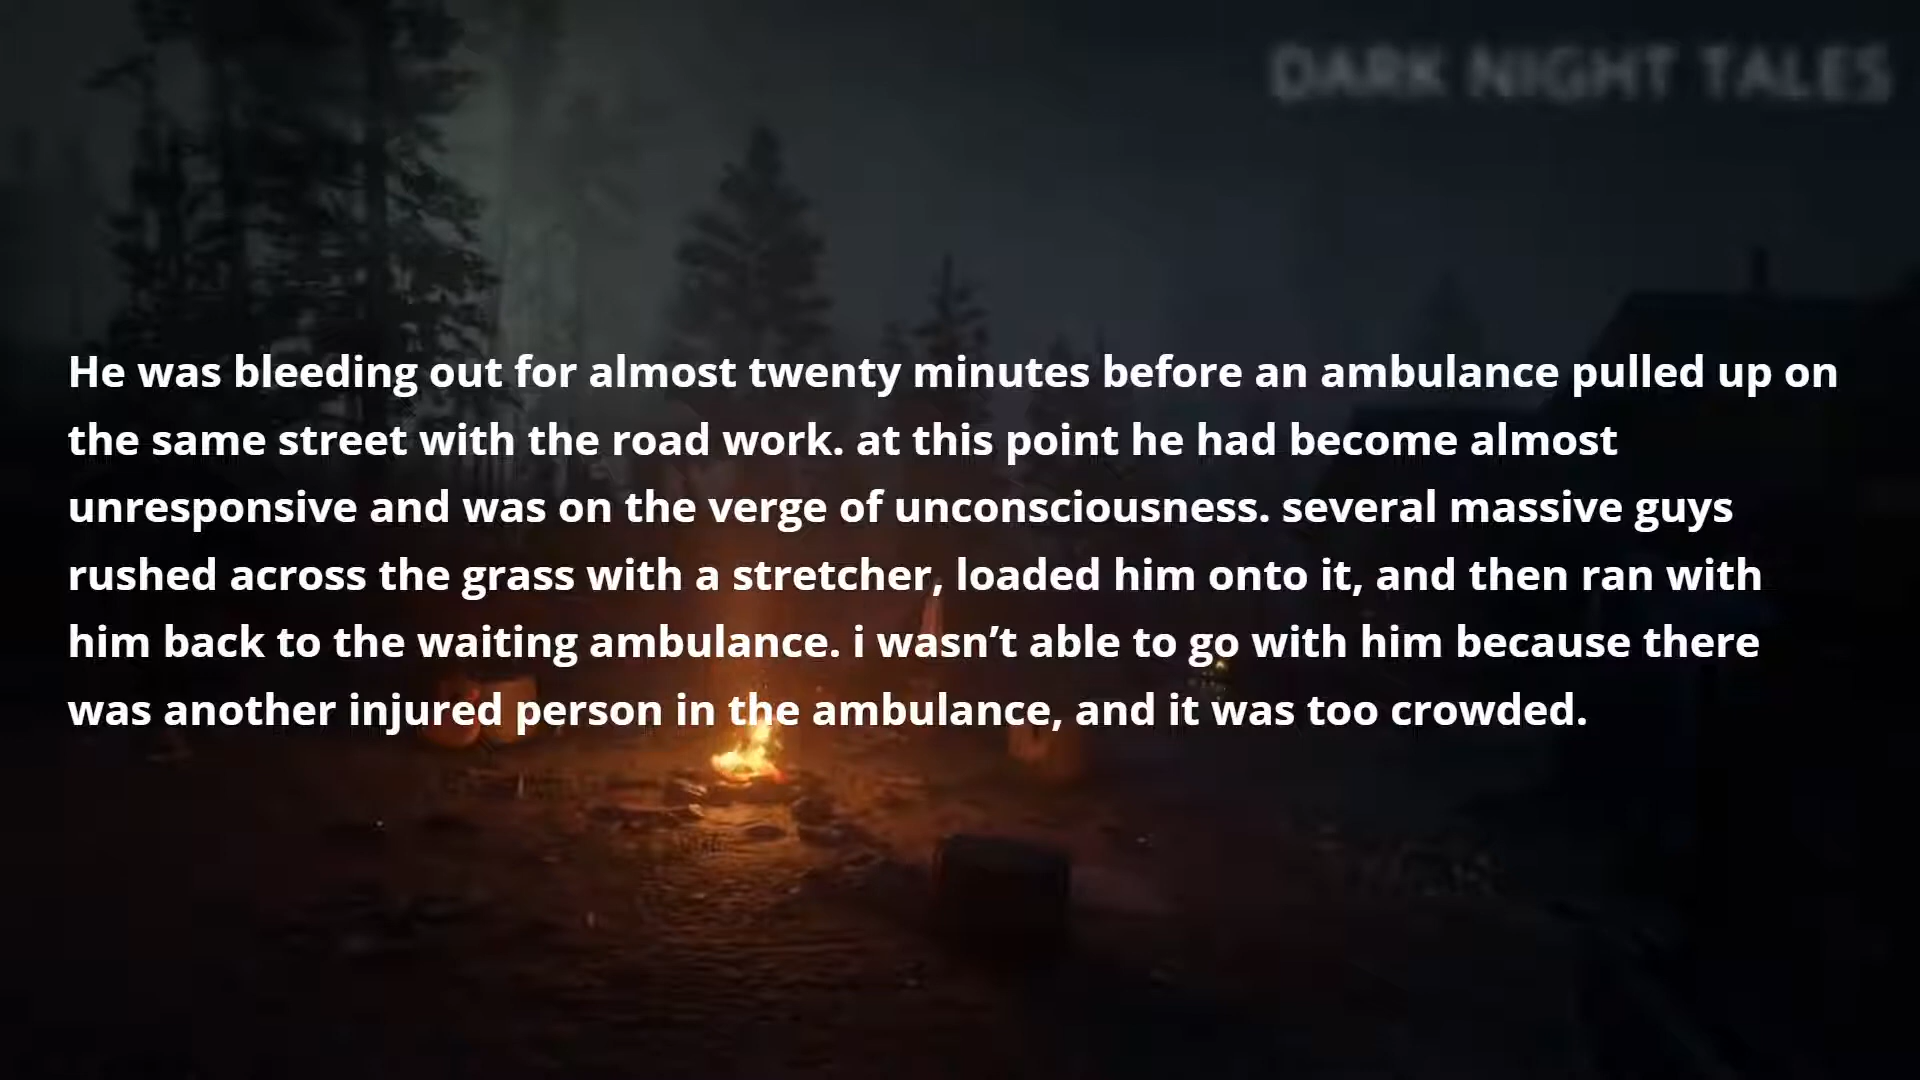 DARK NIGHT TALES
He was bleeding out for almost twenty minutes before an ambulance pulled up on
the same street with the road work. at this point he had become almost
unresponsive and was on the verge of unconsciousness. several massive guys
rushed across the grass with a stretcher, loaded him onto it, and then ran with
him back to the waiting ambulance. i wasn’t able to go with him because there
was another injured person in the ambulance, and it was too crowded.